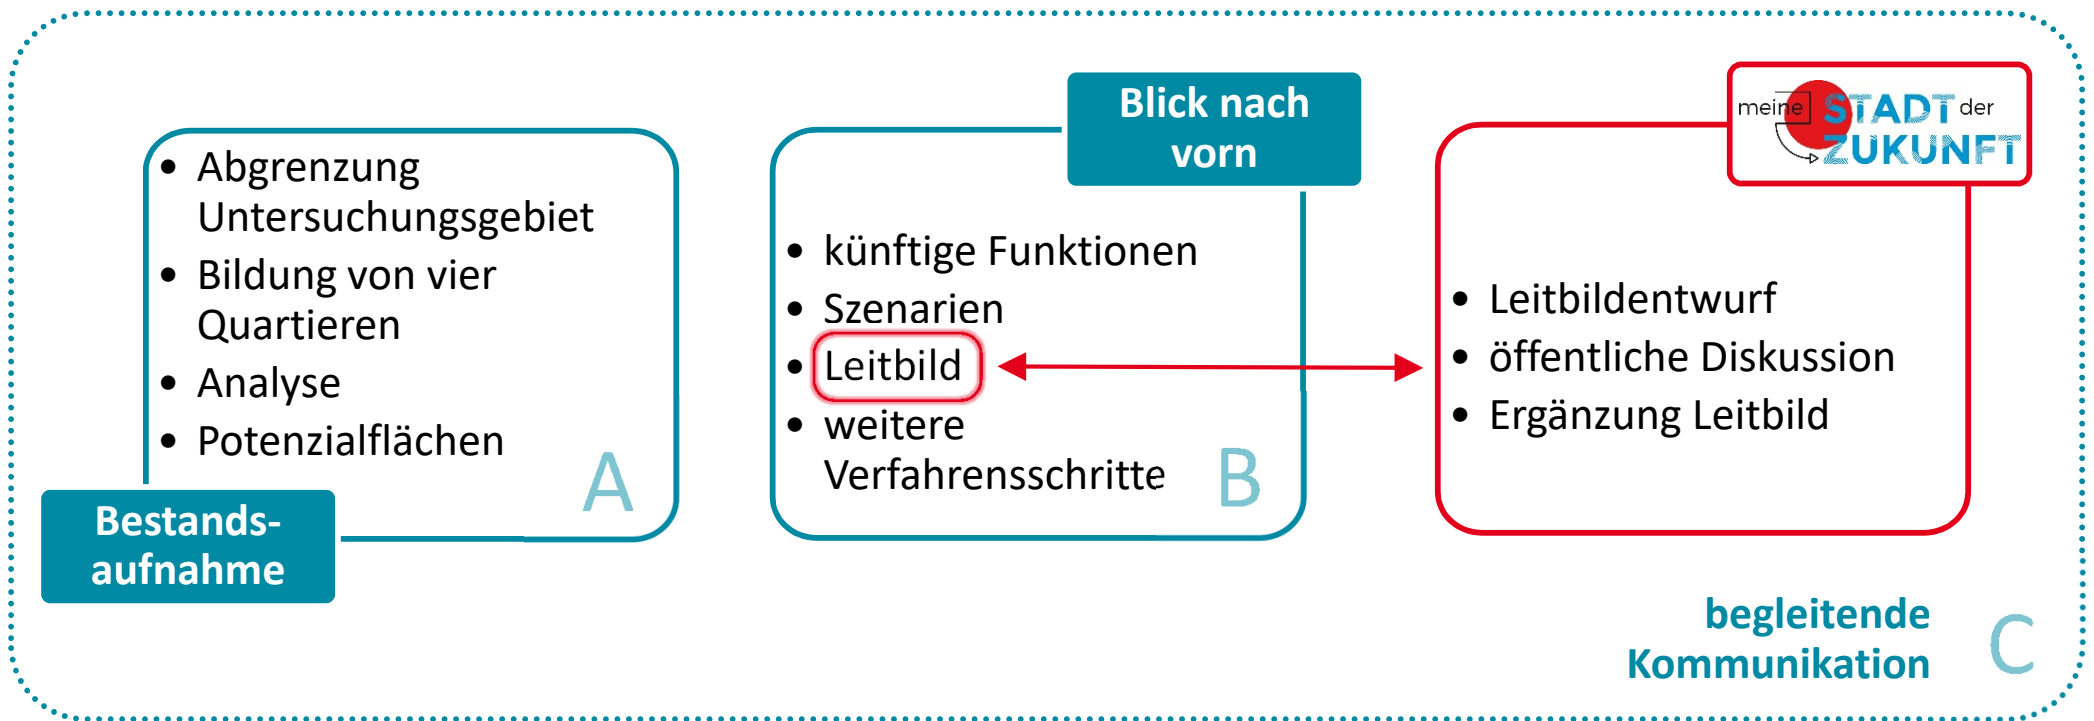 • Abgrenzung
Untersuchungsgebiet
• Bildung von vier
Quartieren
• Analyse
• Potenzialflächen
A
Bestands-
aufnahme
Blick nach
vorn
• künftige Funktionen
• Szenarien
• Leitbild
• weitere
Verfahrensschritte
B
meine STADT der
ZUKUNFT
• Leitbildentwurf
• öffentliche Diskussion
• Ergänzung Leitbild
begleitende
Kommunikation
C